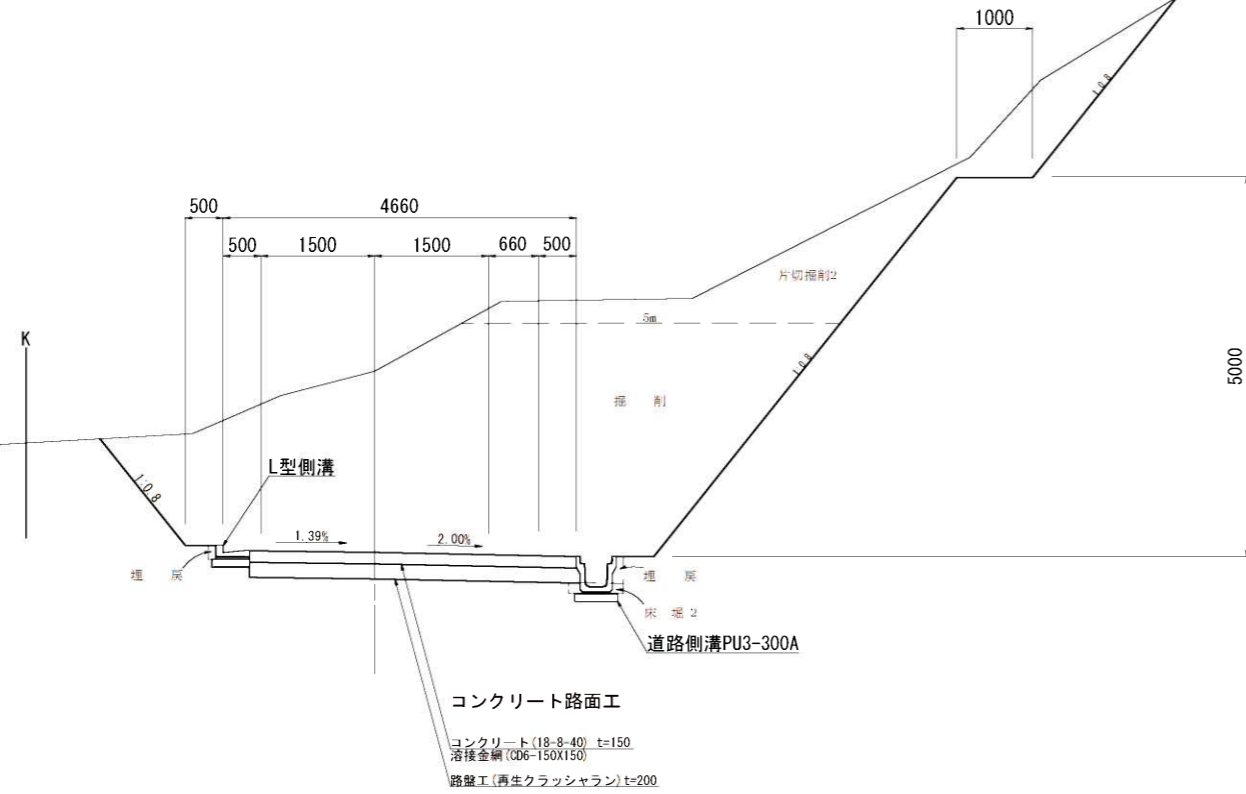 1000
1:0.8
500
4660
500
1500
1500
660
500
片切掘削2
5m
K
1:0.8
5000
掘 削
L型側溝
1:0.8
1.39%
2.00%
埋 戻
埋 戻
床 堀 2
道路側溝PU3-300A
コンクリート路面工
コンクリート(18-8-40) t=150
溶接金網(CD6-150X150)
路盤工(再生クラッシャラン)t=200